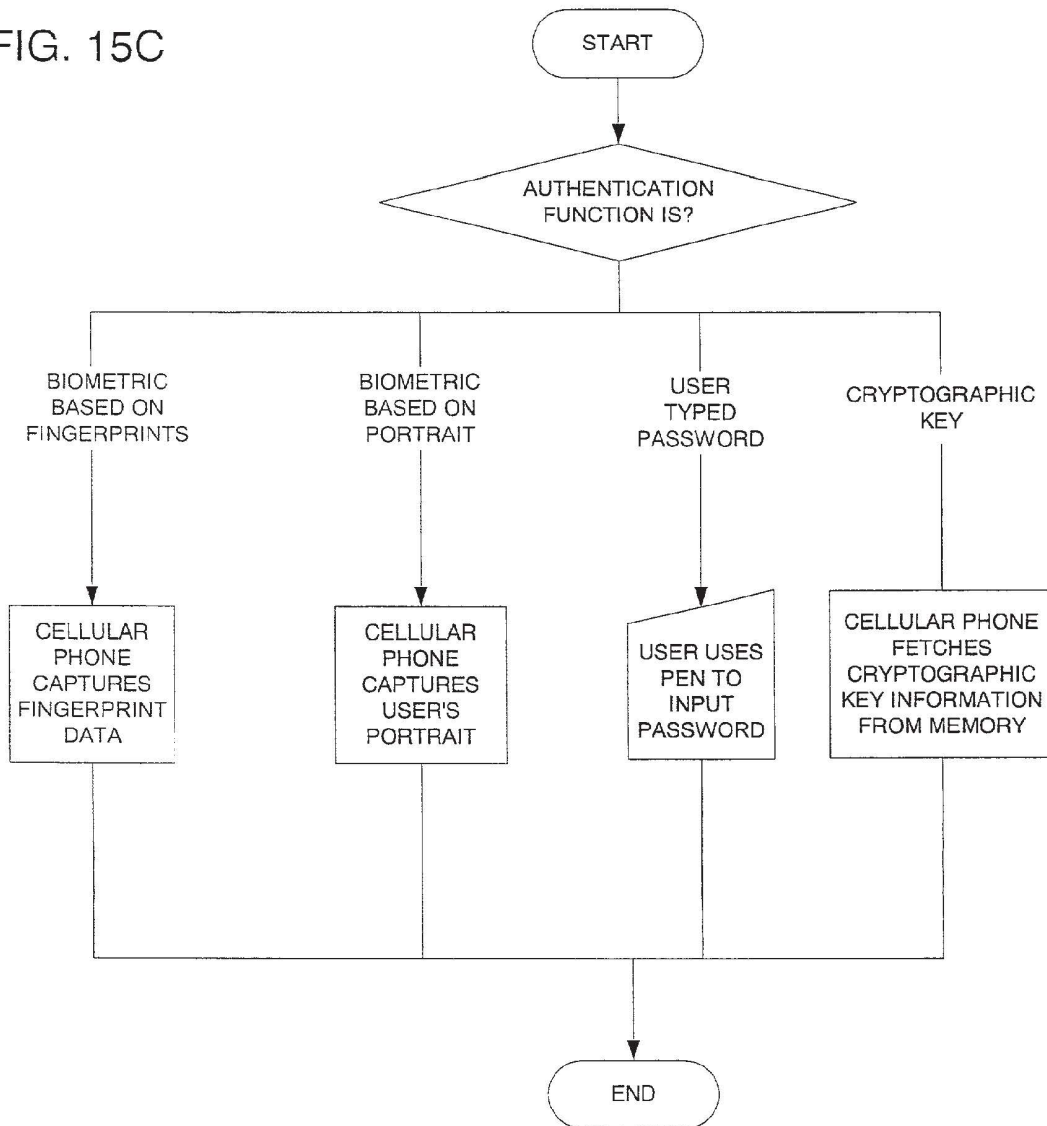 FIG. 15C
START
AUTHENTICATION
FUNCTION IS?
BIOMETRIC
BASED ON
FINGERPRINTS
BIOMETRIC
BASED ON
PORTRAIT
USER
TYPED
PASSWORD
CRYPTOGRAPHIC
KEY
CELLULAR
PHONE
CAPTURES
FINGERPRINT
DATA
CELLULAR
PHONE
CAPTURES
USER'S
PORTRAIT
USER USES
PEN TO
INPUT
PASSWORD
CELLULAR PHONE
FETCHES
CRYPTOGRAPHIC
KEY INFORMATION
FROM MEMORY
END